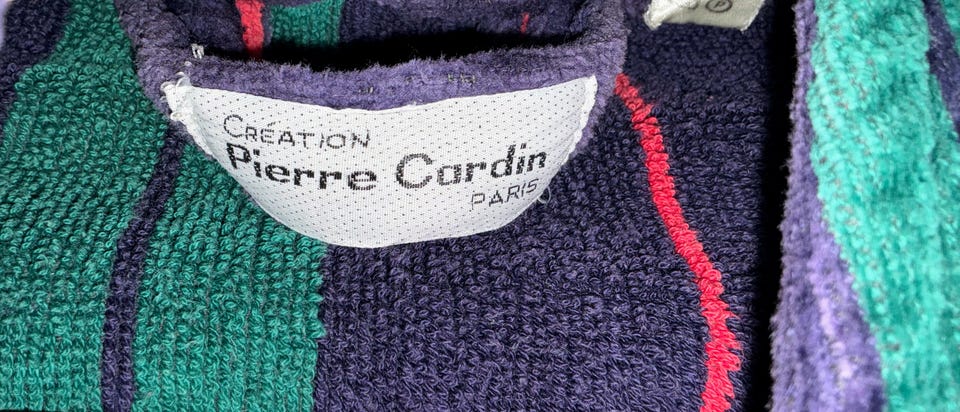 CRÉATION
Pierre Cardin
PARIS
P